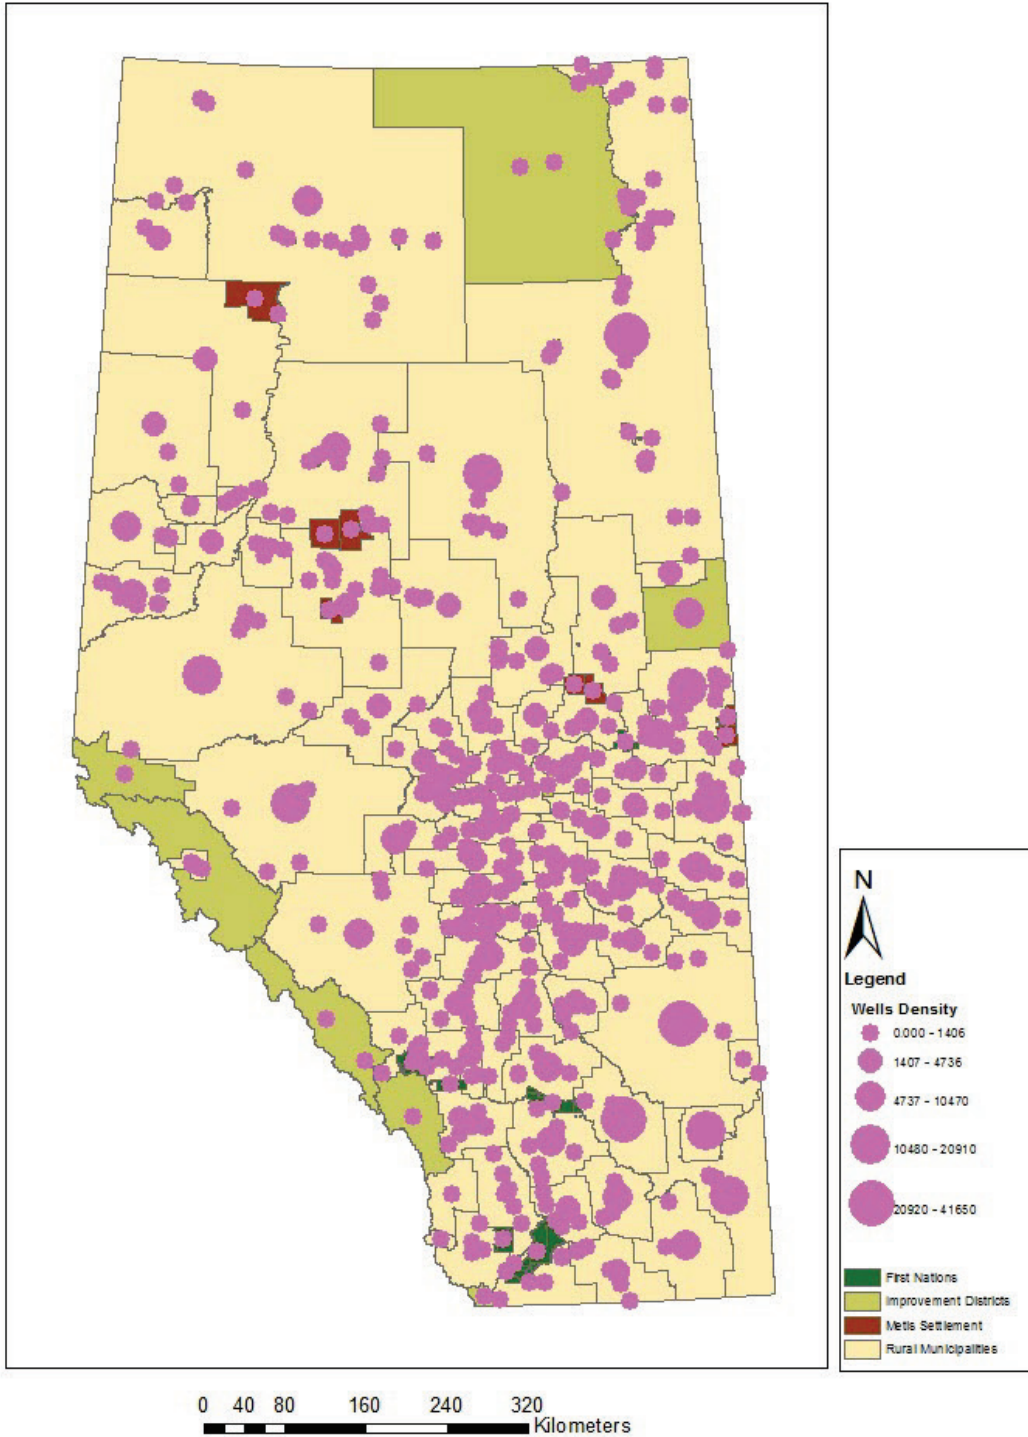 N
Legend
Wells Density
0.000 - 1406
1407 - 4736
4737 - 10470
10480 - 20910
20920 - 41650
First Nations
Improvement Districts
Metis Settlement
Rural Municipalities
0 40 80 160 240 320
Kilometers